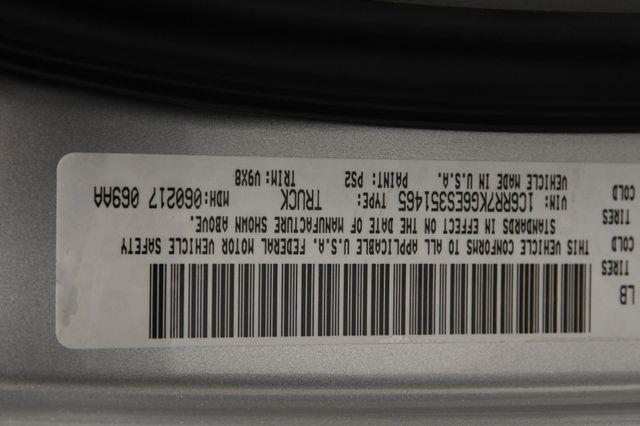 LB
TIRES
COLD
TIRES
COLD
THIS VEHICLE CONFORMS TO ALL APPLICABLE U.S.A. FEDERAL MOTOR VEHICLE SAFETY
STANDARDS IN EFFECT ON THE DATE OF MANUFACTURE SHOWN ABOVE.
VIN: 1C6RR7KG6ES351465 TYPE: TRUCK MDH:060217 069AA
VEHICLE MADE IN U.S.A. PAINT: PS2 TRIM: V9X8